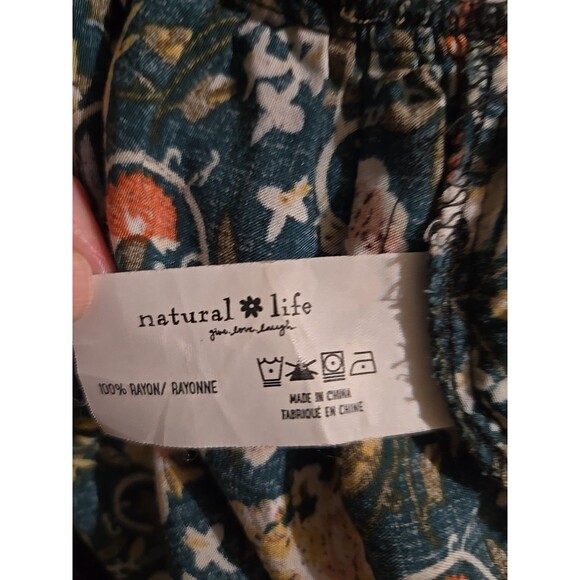 natural life
give.love.laugh
100% RAYON/ RAYONNE
MADE IN CHINA
FABRIQUÉ EN CHINE